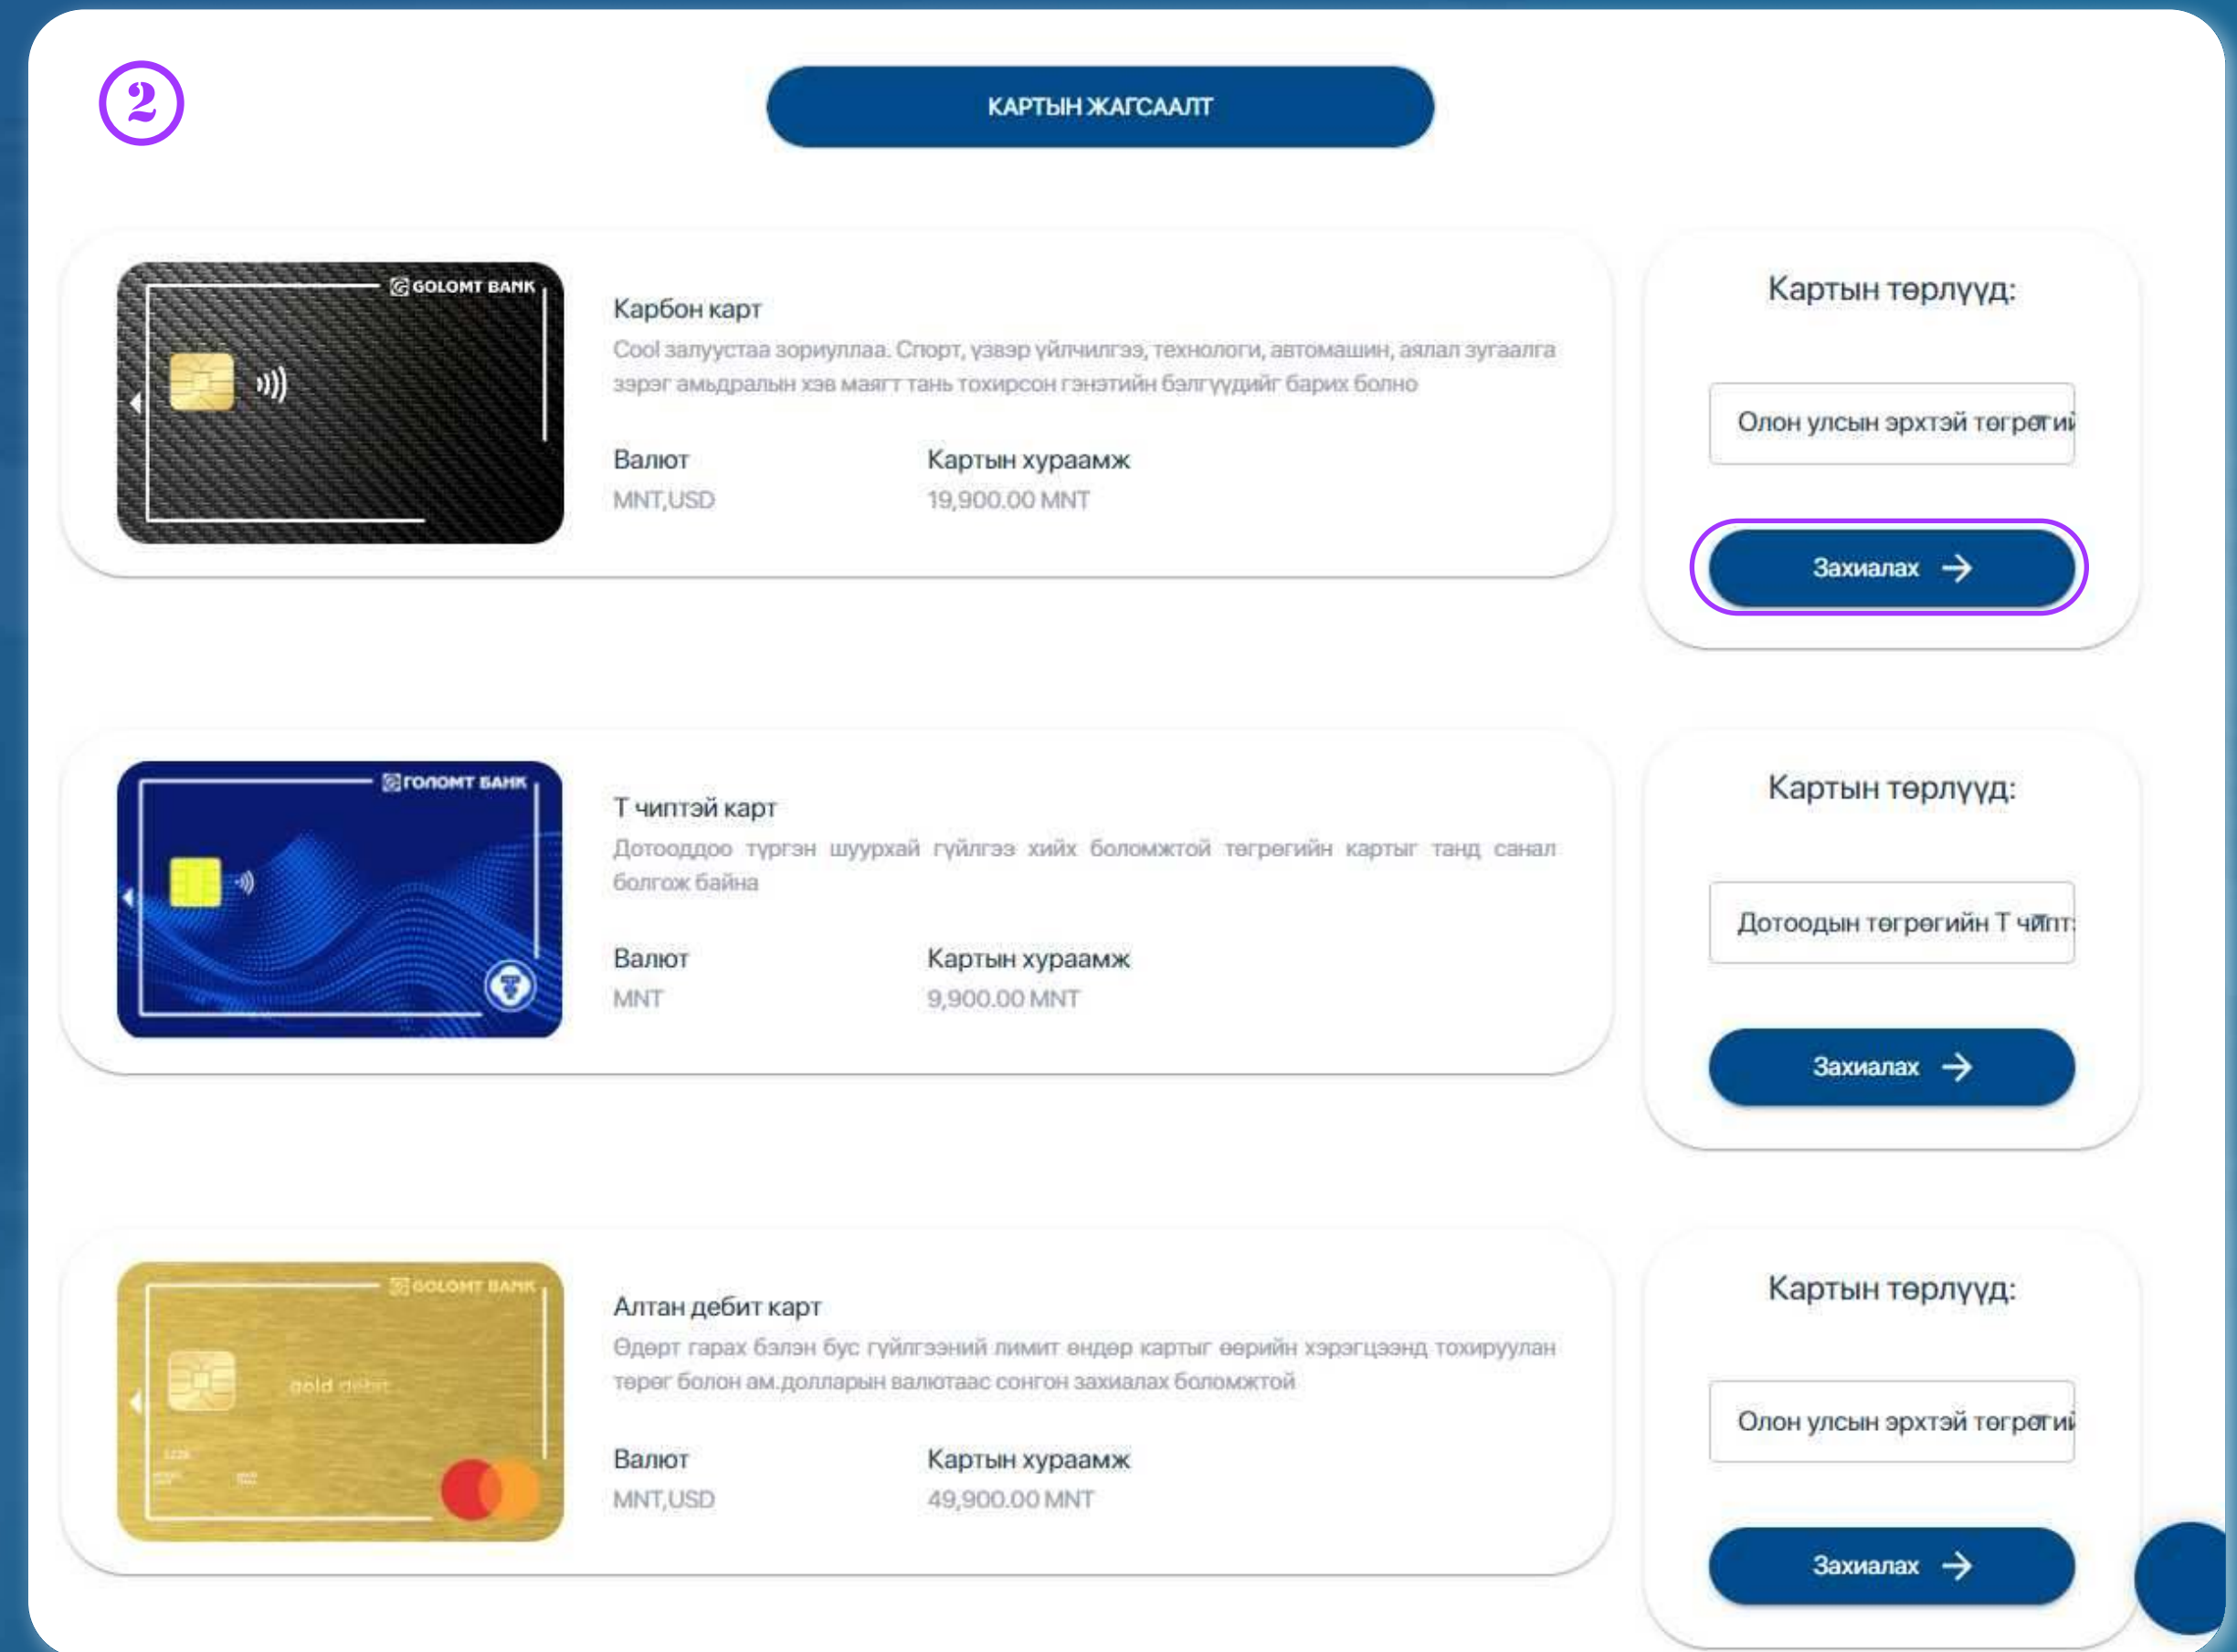 2
КАРТЫН ЖАГСААЛТ
GOLOMT BANK
Карбон карт
Cool залуустаа зориуллаа. Спорт, үзвэр үйлчилгээ, технологи, автомашин, аялал зугаалга
зэрэг амьдралын хэв маягт тань тохирсон гэнэтийн бэлгүүдийг барих болно
Валют
Картын хураамж
MNT,USD
19,900.00 MNT
Картын төрлүүд:
Олон улсын эрхтэй төгрөгий
Захиалах
ГОЛОМТ БАНК
Т чиптэй карт
Дотооддоо түргэн шуурхай гүйлгээ хийх боломжтой төгрөгийн картыг танд санал
болгож байна
Валют
Картын хураамж
MNT
9,900.00 MNT
Картын төрлүүд:
Дотоодын төгрөгийн Т чипт
Захиалах
GOLOMT BANK
gold debit
Алтан дебит карт
Өдөрт гарах бэлэн бус гүйлгээний лимит өндөр картыг өөрийн хэрэгцээнд тохируулан
төрөг болон ам.долларын валютаас сонгон захиалах боломжтой
Валют
Картын хураамж
MNT,USD
49,900.00 MNT
Картын төрлүүд:
Олон улсын эрхтэй төгрөгий
Захиалах